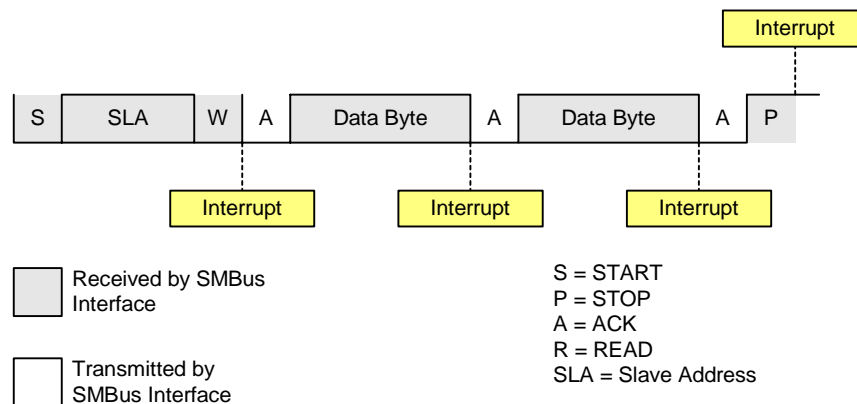 Interrupt
S SLA W A Data Byte A Data Byte A P
Interrupt Interrupt Interrupt
Received by SMBus
Interface
Transmitted by
SMBus Interface
S = START
P = STOP
A = ACK
R = READ
SLA = Slave Address